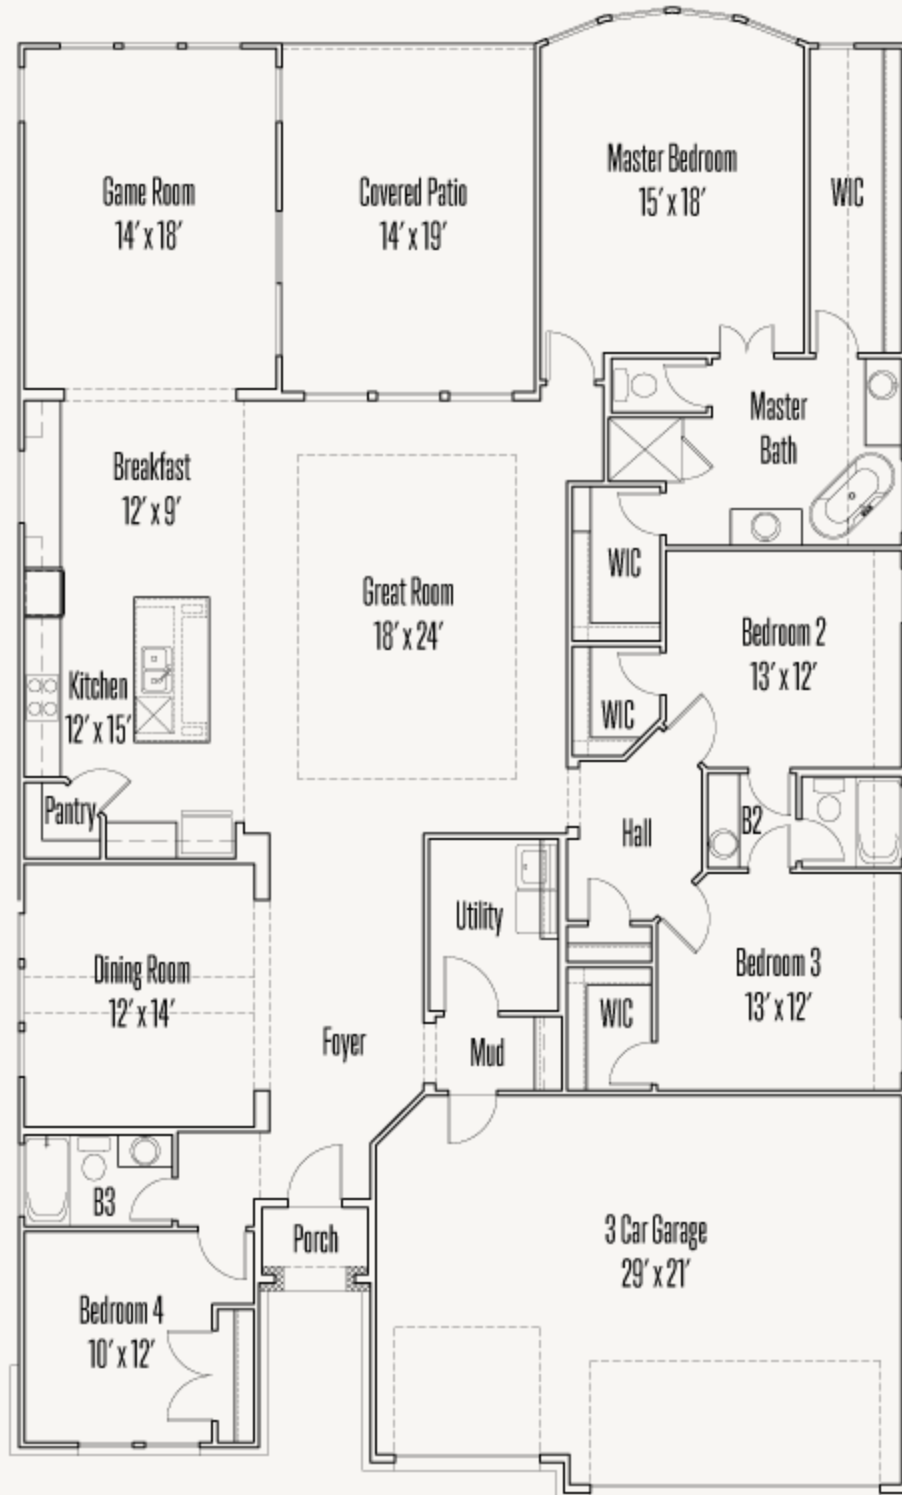 Game Room
14' x 18'
Covered Patio
14' x 19'
Master Bedroom
15' x 18'
WIC
Breakfast
12' x 9'
Master
Bath
Great Room
18' x 24'
WIC
Bedroom 2
13' x 12'
Kitchen
12' x 15'
WIC
Pantry
Hall
B2
Utility
Dining Room
12' x 14'
Bedroom 3
13' x 12'
WIC
Foyer
Mud
B3
Porch
3 Car Garage
29' x 21'
Bedroom 4
10' x 12'